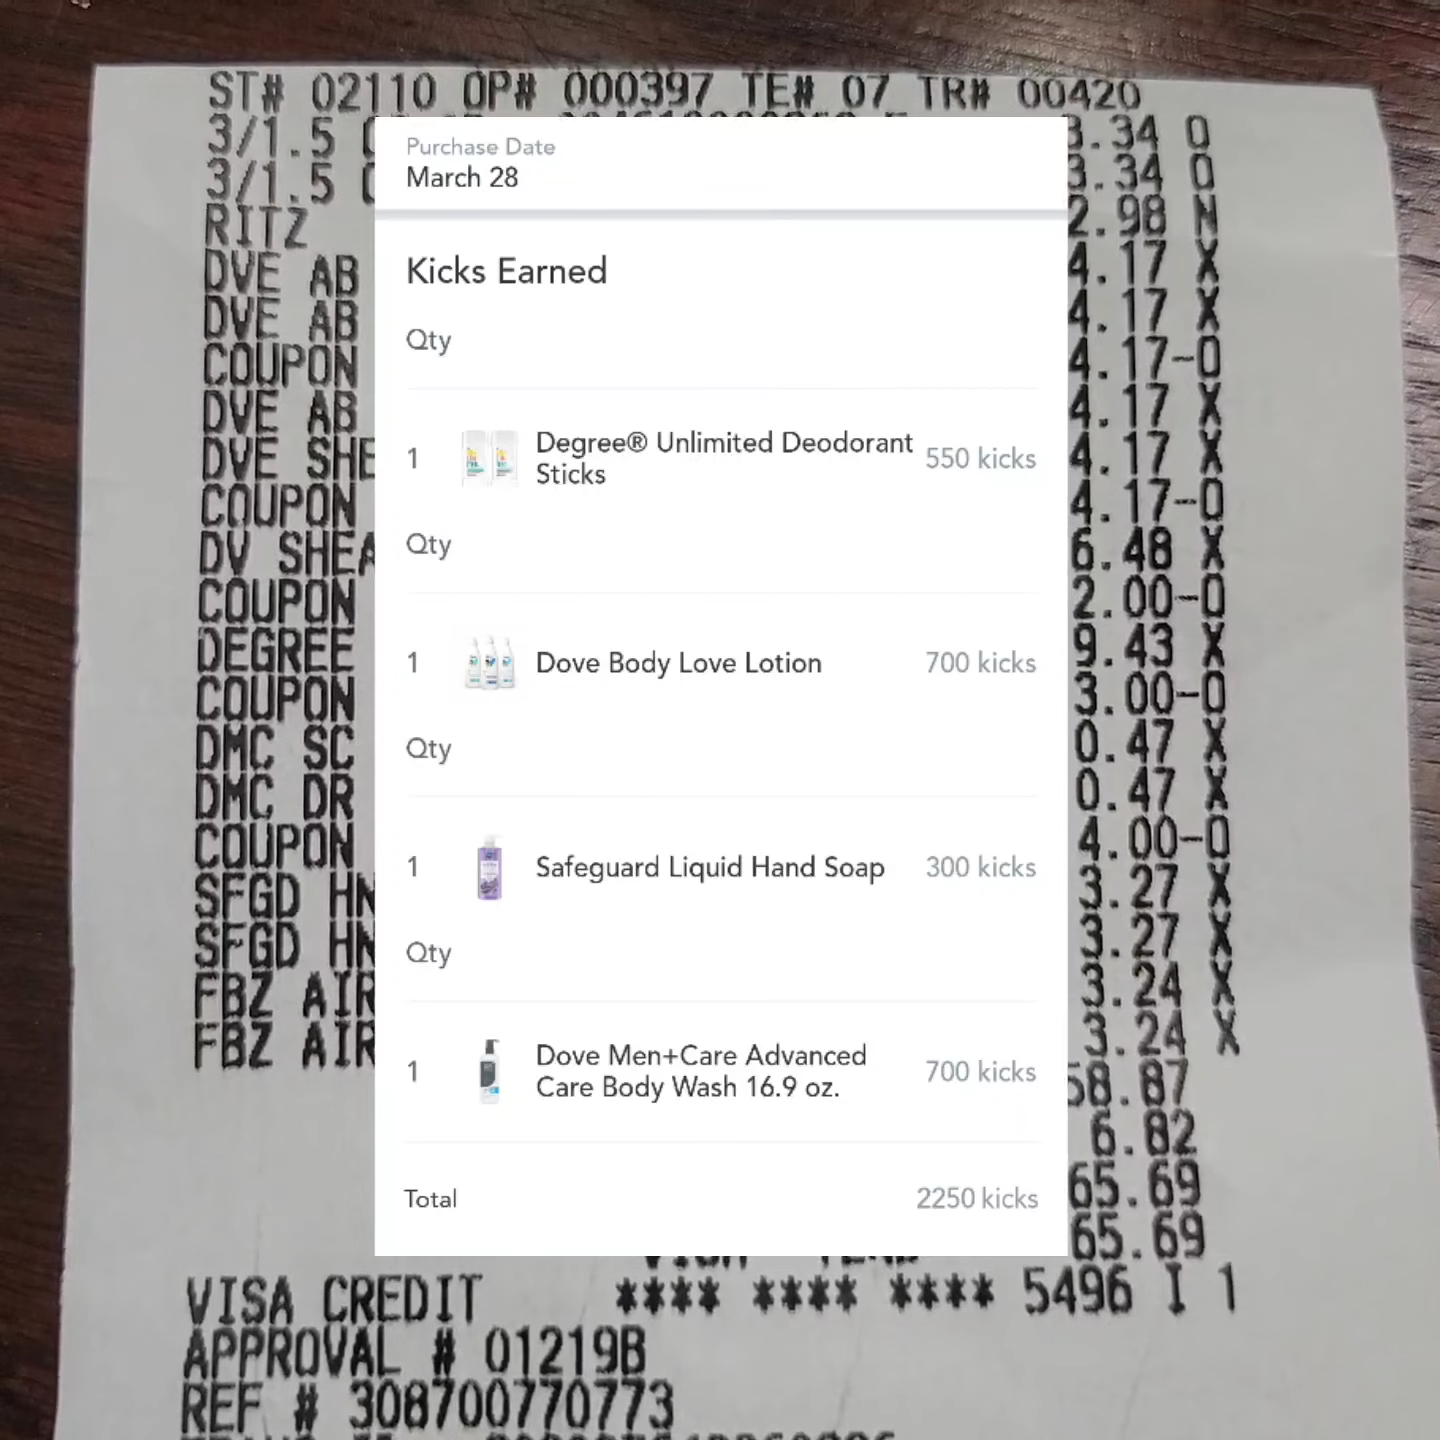 ST# 02110 OP# 000397 TE# 07 TR# 00420
3/1.5 3.34 O
3/1.5 3.34 O
RITZ 2.98 N
DVE AB 4.17 X
DVE AB 4.17 X
COUPON 4.17-O
DVE AB 4.17 X
DVE SHE 4.17 X
COUPON 4.17-O
DV SHEA 6.48 X
COUPON 2.00-O
DEGREE 9.43 X
COUPON 3.00-O
DMC SC 0.47 X
DMC DR 0.47 X
COUPON 4.00-O
SFGD HN 3.27 X
SFGD HN 3.27 X
FBZ AIR 3.24 X
FBZ AIR 3.24 X
58.87
6.82
65.69
65.69
VISA CREDIT **** **** **** 5496 I 1
APPROVAL # 01219B
REF # 308700770773
Purchase Date
March 28
Kicks Earned
Qty
1 Degree® Unlimited Deodorant 550 kicks
Sticks
Qty
1 Dove Body Love Lotion 700 kicks
Qty
1 Safeguard Liquid Hand Soap 300 kicks
Qty
1 Dove Men+Care Advanced 700 kicks
Care Body Wash 16.9 oz.
Total 2250 kicks